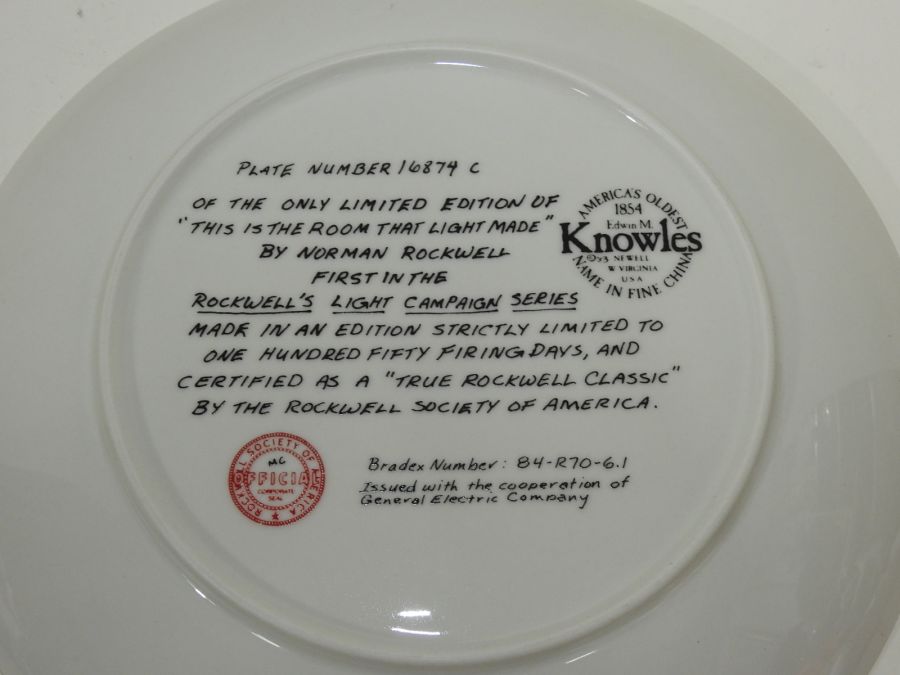 PLATE NUMBER 16874 C
OF THE ONLY LIMITED EDITION OF
"THIS IS THE ROOM THAT LIGHT MADE"
BY NORMAN ROCKWELL
FIRST IN THE
ROCKWELL'S LIGHT CAMPAIGN SERIES
MADE IN AN EDITION STRICTLY LIMITED TO
ONE HUNDRED FIFTY FIRING DAYS, AND
CERTIFIED AS A "TRUE ROCKWELL CLASSIC"
BY THE ROCKWELL SOCIETY OF AMERICA.
AMERICA'S OLDEST
1854
Edwin M.
Knowles
NEWELL
W VIRGINIA
USA
NAME IN FINE CHINA
ROCKWELL SOCIETY OF AMERICA
MC
OFFICIAL
CORPORATE
SEAL
Bradex Number: 84-R70-6.1
Issued with the cooperation of
General Electric Company